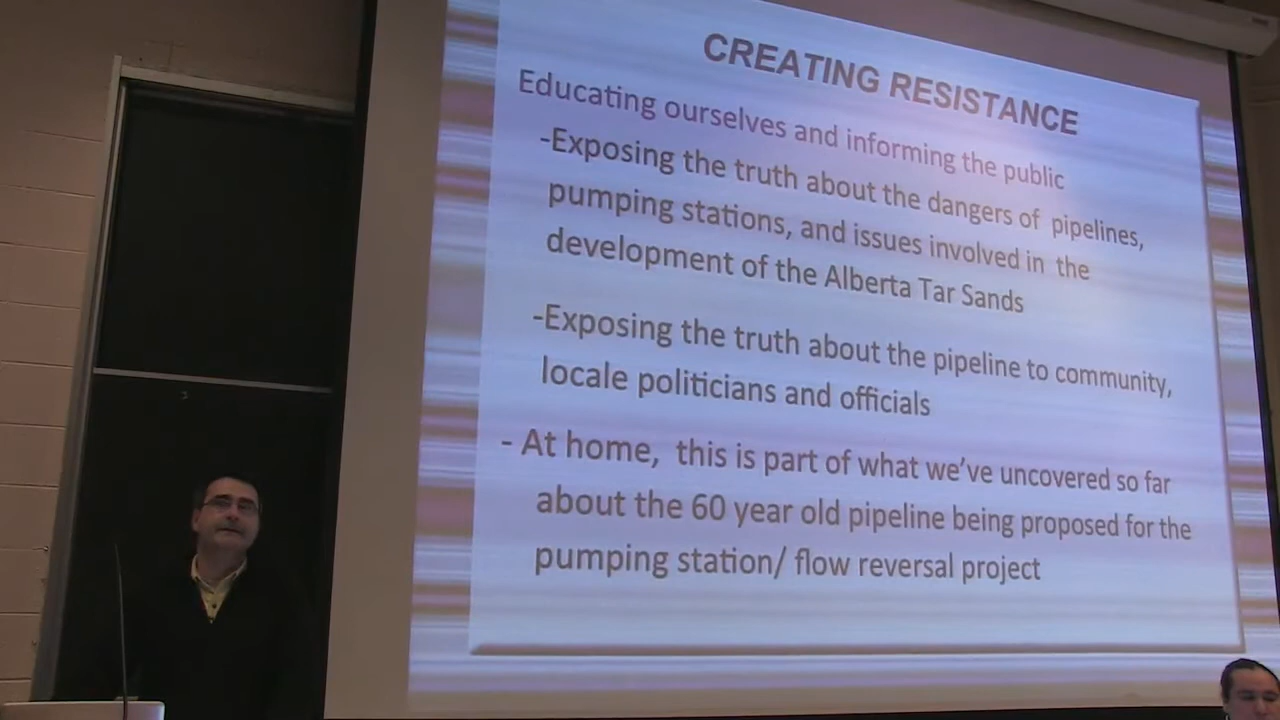 CREATING RESISTANCE
Educating ourselves and informing the public
-Exposing the truth about the dangers of pipelines,
pumping stations, and issues involved in the
development of the Alberta Tar Sands
-Exposing the truth about the pipeline to community,
locale politicians and officials
- At home, this is part of what we've uncovered so far
about the 60 year old pipeline being proposed for the
pumping station/ flow reversal project